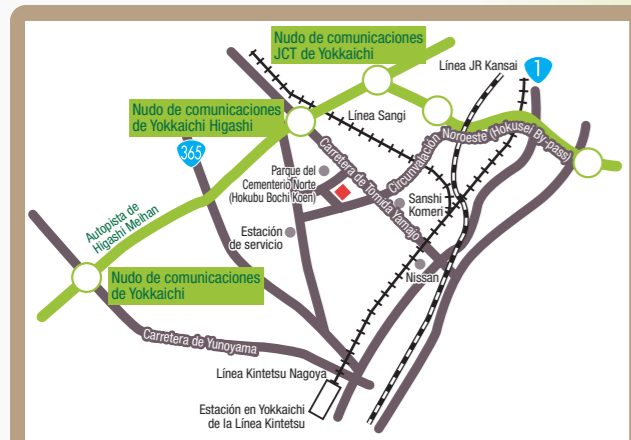 Nudo de comunicaciones
JCT de Yokkaichi
Línea JR Kansai
1
Nudo de comunicaciones
de Yokkaichi Higashi
Línea Sangi
365
Circunvalación Noroeste (Hokusei By-pass)
Carretera de Tomida Yamajo
Parque del
Cementerio Norte
(Hokubu Bochi Koen)
Sanshi
Komeri
Autopista de
Higashi Meihan
Estación
de servicio
Nissan
Nudo de comunicaciones
de Yokkaichi
Carretera de Yunoyama
Línea Kintetsu Nagoya
Estación en Yokkaichi
de la Línea Kintetsu